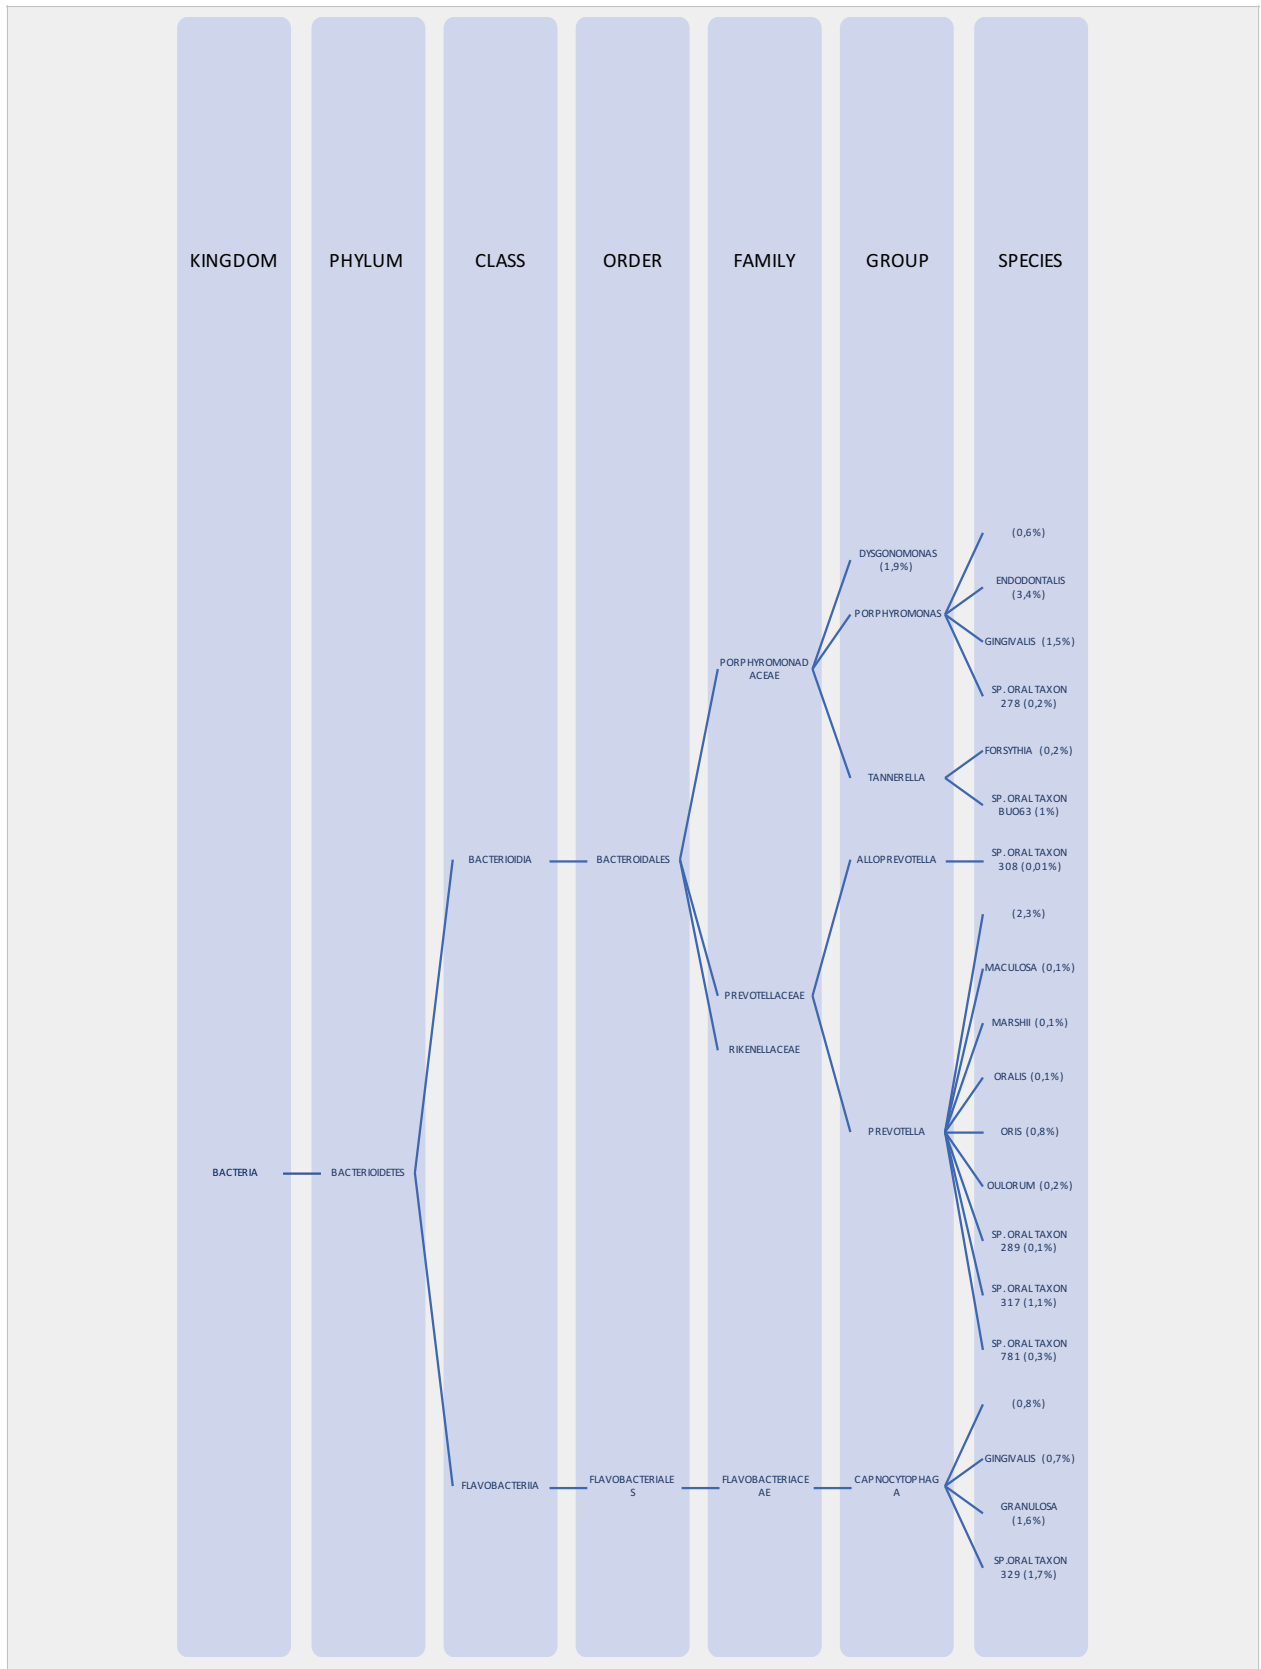 KINGDOM PHYLUM CLASS ORDER FAMILY GROUP SPECIES
(0,6%)
DYSGONOMONAS
(1,9%)
ENDODONTALIS
(3,4%)
PORPHYROMONAS
GINGIVALIS (1,5%)
PORPHYROMONAD
ACEAE
SP. ORAL TAXON
278 (0,2%)
FORSYTHIA (0,2%)
TANNERELLA
SP. ORAL TAXON
BUO63 (1%)
BACTERIOIDIA
BACTEROIDALES
ALLOPREVOTELLA
SP. ORAL TAXON
308 (0,01%)
(2,3%)
MACULOSA (0,1%)
PREVOTELLACEAE
MARSHII (0,1%)
RIKENELLACEAE
ORALIS (0,1%)
PREVOTELLA
ORIS (0,8%)
BACTERIA
BACTERIOIDETES
OULORUM (0,2%)
SP. ORAL TAXON
289 (0,1%)
SP. ORAL TAXON
317 (1,1%)
SP. ORAL TAXON
781 (0,3%)
(0,8%)
GINGIVALIS (0,7%)
FLAVOBACTERIIA
FLAVOBACTERIALE
S
FLAVOBACTERIACE
AE
CAPNOCYTOPHAG
A
GRANULOSA
(1,6%)
SP.ORAL TAXON
329 (1,7%)